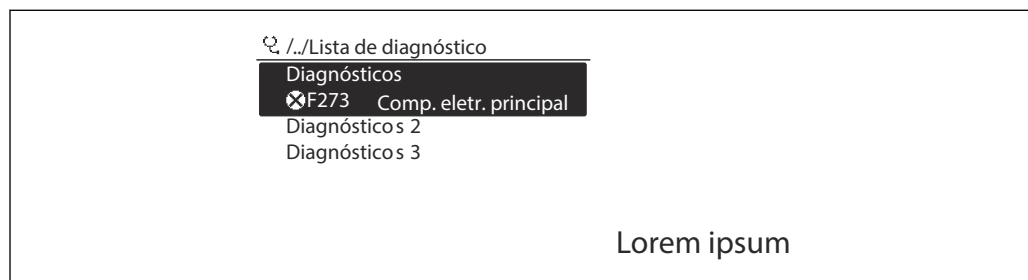 /../Lista de diagnóstico
Diagnósticos
F273 Comp. eletr. principal
Diagnósticos 2
Diagnósticos 3
Lorem ipsum